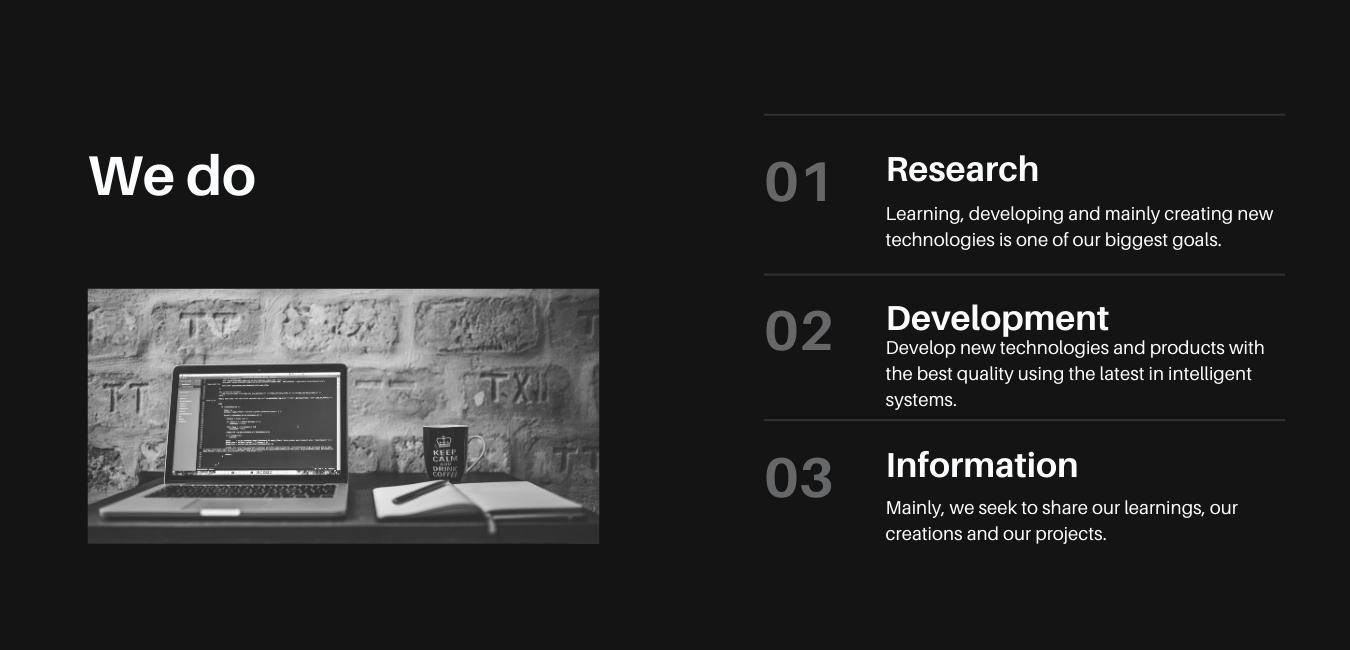 We do
01
Research
Learning, developing and mainly creating new
technologies is one of our biggest goals.
02
Development
Develop new technologies and products with
the best quality using the latest in intelligent
systems.
03
Information
Mainly, we seek to share our learnings, our
creations and our projects.
KEEP
CALM
AND
DRINK
COFFEE